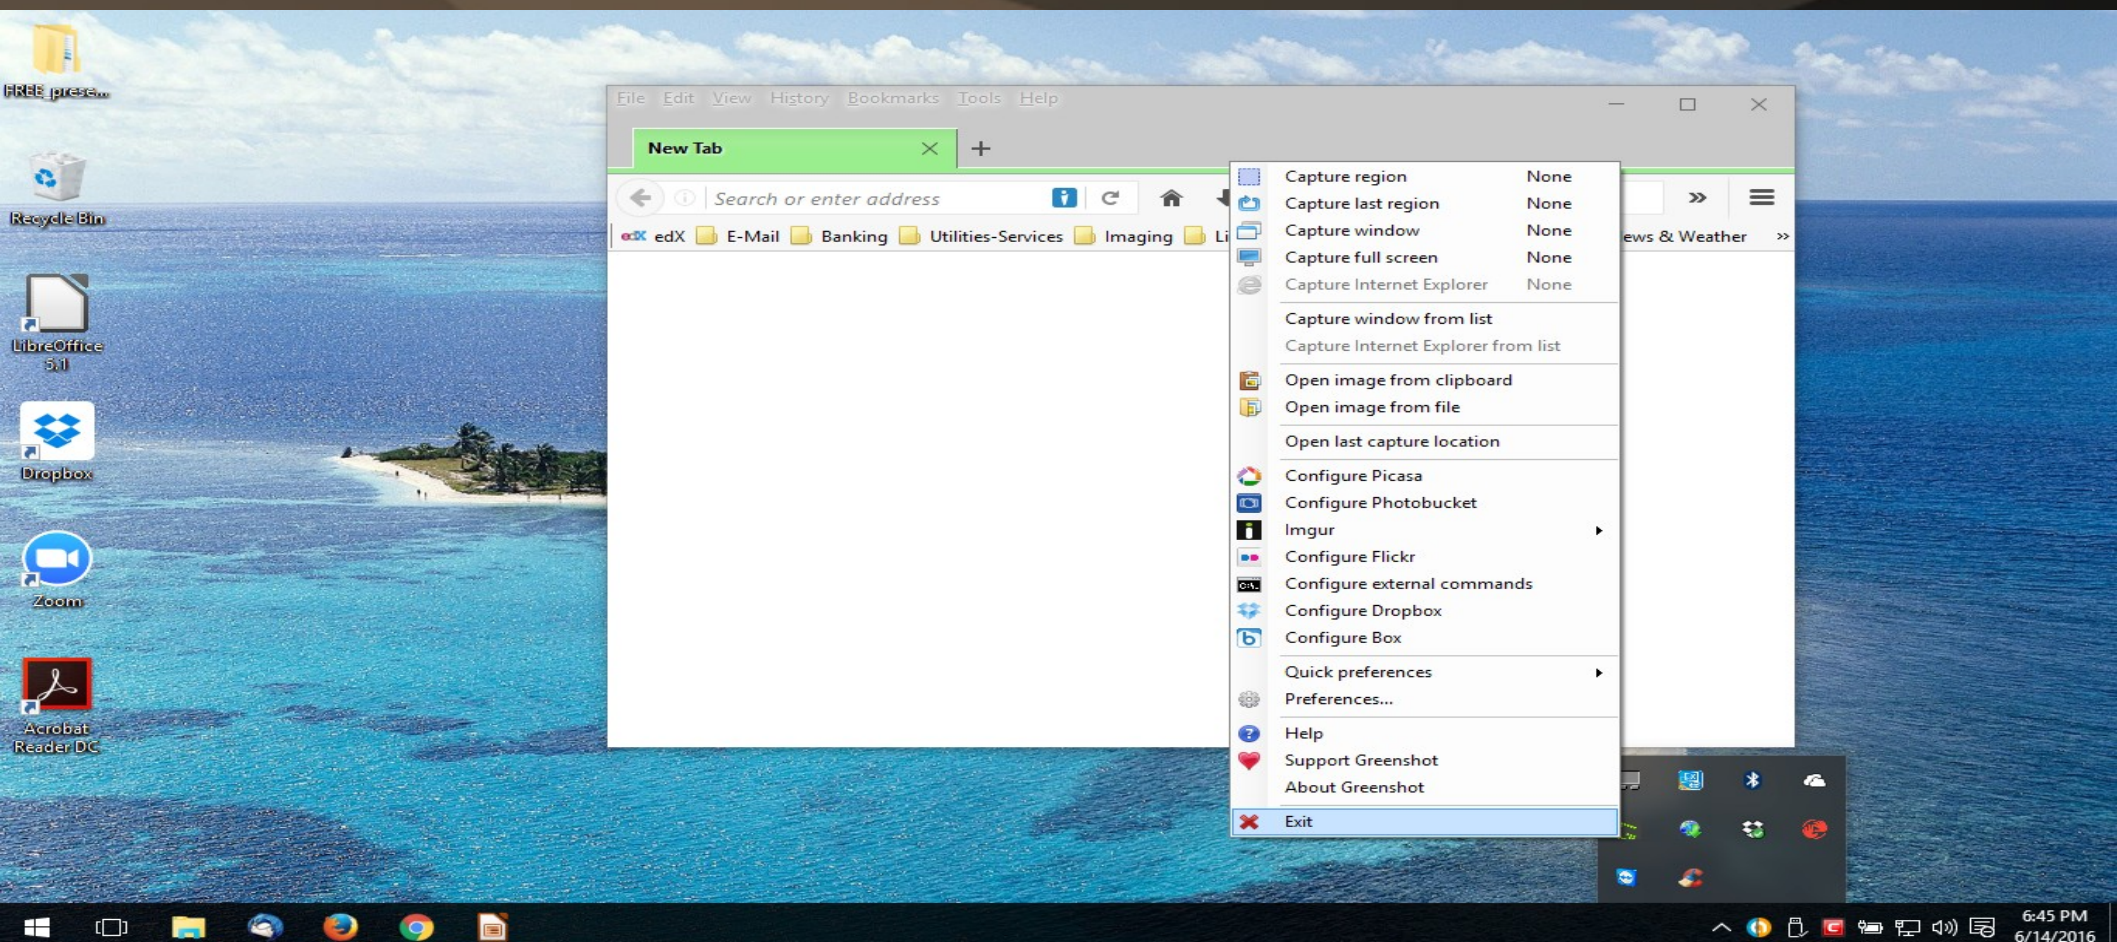 FREE_prese...
Recycle Bin
LibreOffice
5.1
Dropbox
Zoom
Acrobat
Reader DC
File Edit View History Bookmarks Tools Help
New Tab
Search or enter address
edX edX E-Mail Banking Utilities-Services Imaging Li
ews & Weather »
Capture region None
Capture last region None
Capture window None
Capture full screen None
Capture Internet Explorer None
Capture window from list
Capture Internet Explorer from list
Open image from clipboard
Open image from file
Open last capture location
Configure Picasa
Configure Photobucket
Imgur
Configure Flickr
Configure external commands
Configure Dropbox
Configure Box
Quick preferences
Preferences...
Help
Support Greenshot
About Greenshot
Exit
6:45 PM
6/14/2016